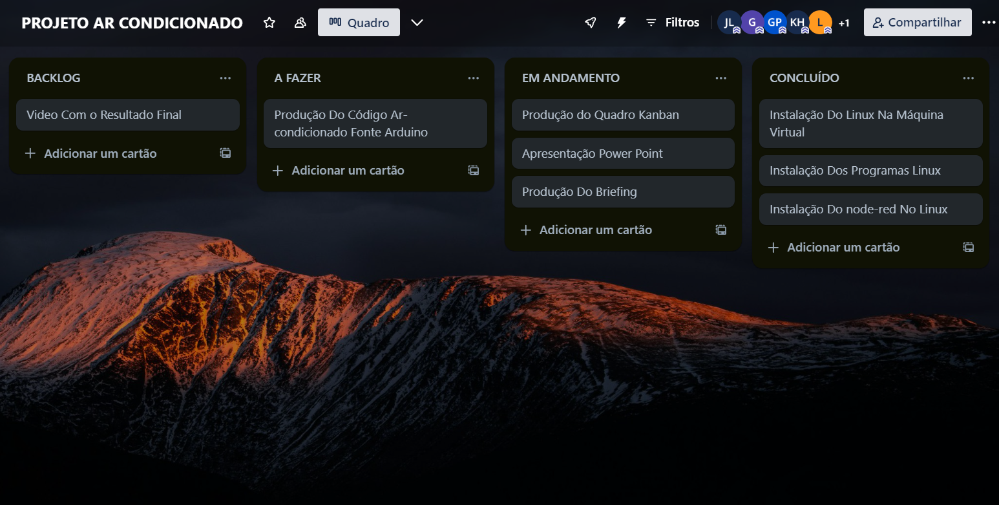 PROJETO AR CONDICIONADO
Quadro
Filtros
JL
G
GP
KH
L
+1
Compartilhar
BACKLOG
Video Com o Resultado Final
Adicionar um cartão
A FAZER
Produção Do Código Ar-
condicionado Fonte Arduino
Adicionar um cartão
EM ANDAMENTO
Produção do Quadro Kanban
Apresentação Power Point
Produção Do Briefing
Adicionar um cartão
CONCLUÍDO
Instalação Do Linux Na Máquina
Virtual
Instalação Dos Programas Linux
Instalação Do node-red No Linux
Adicionar um cartão